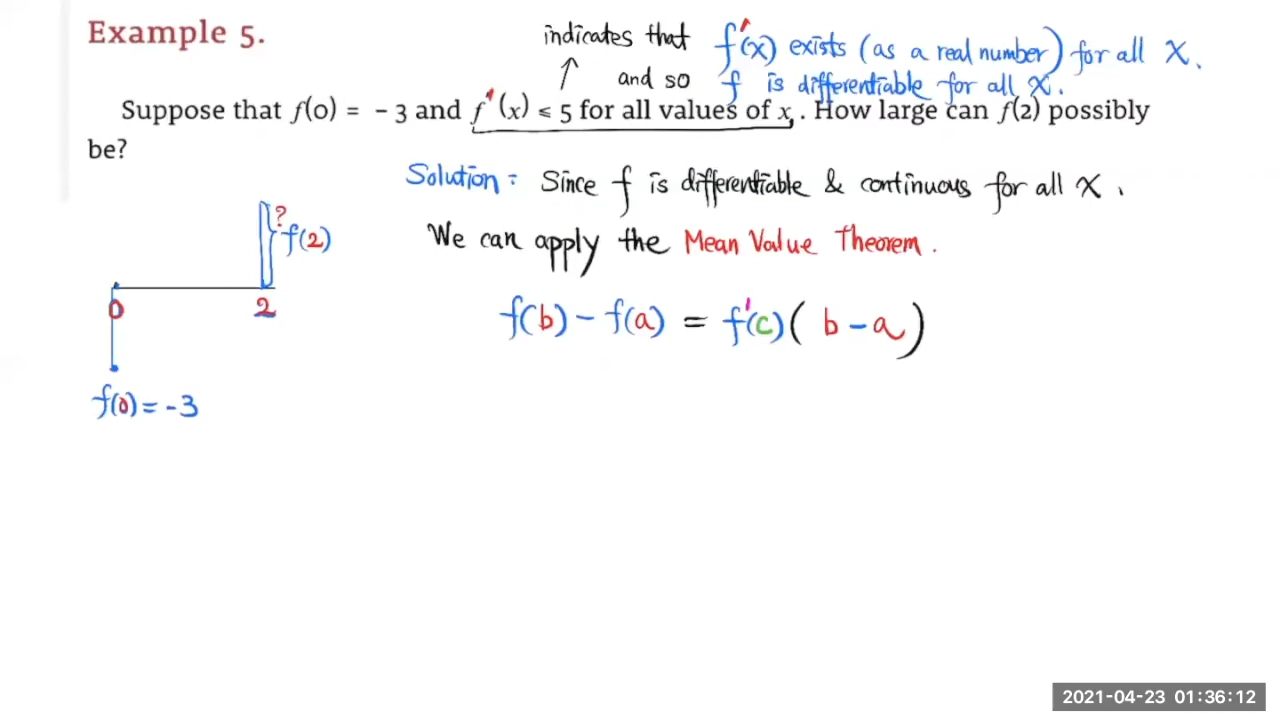 Example 5.
indicates that f'(x) exists (as a real number) for all x.
↑ and so f is differentiable for all x.
Suppose that f(0) = -3 and f'(x) ⩽ 5 for all values of x. How large can f(2) possibly
be?
Solution: Since f is differentiable & continuous for all x.
We can apply the Mean Value Theorem.
? f(2)
0 2
f(b) - f(a) = f'(c)(b-a)
f(0) = -3
2021-04-23 01:36:12